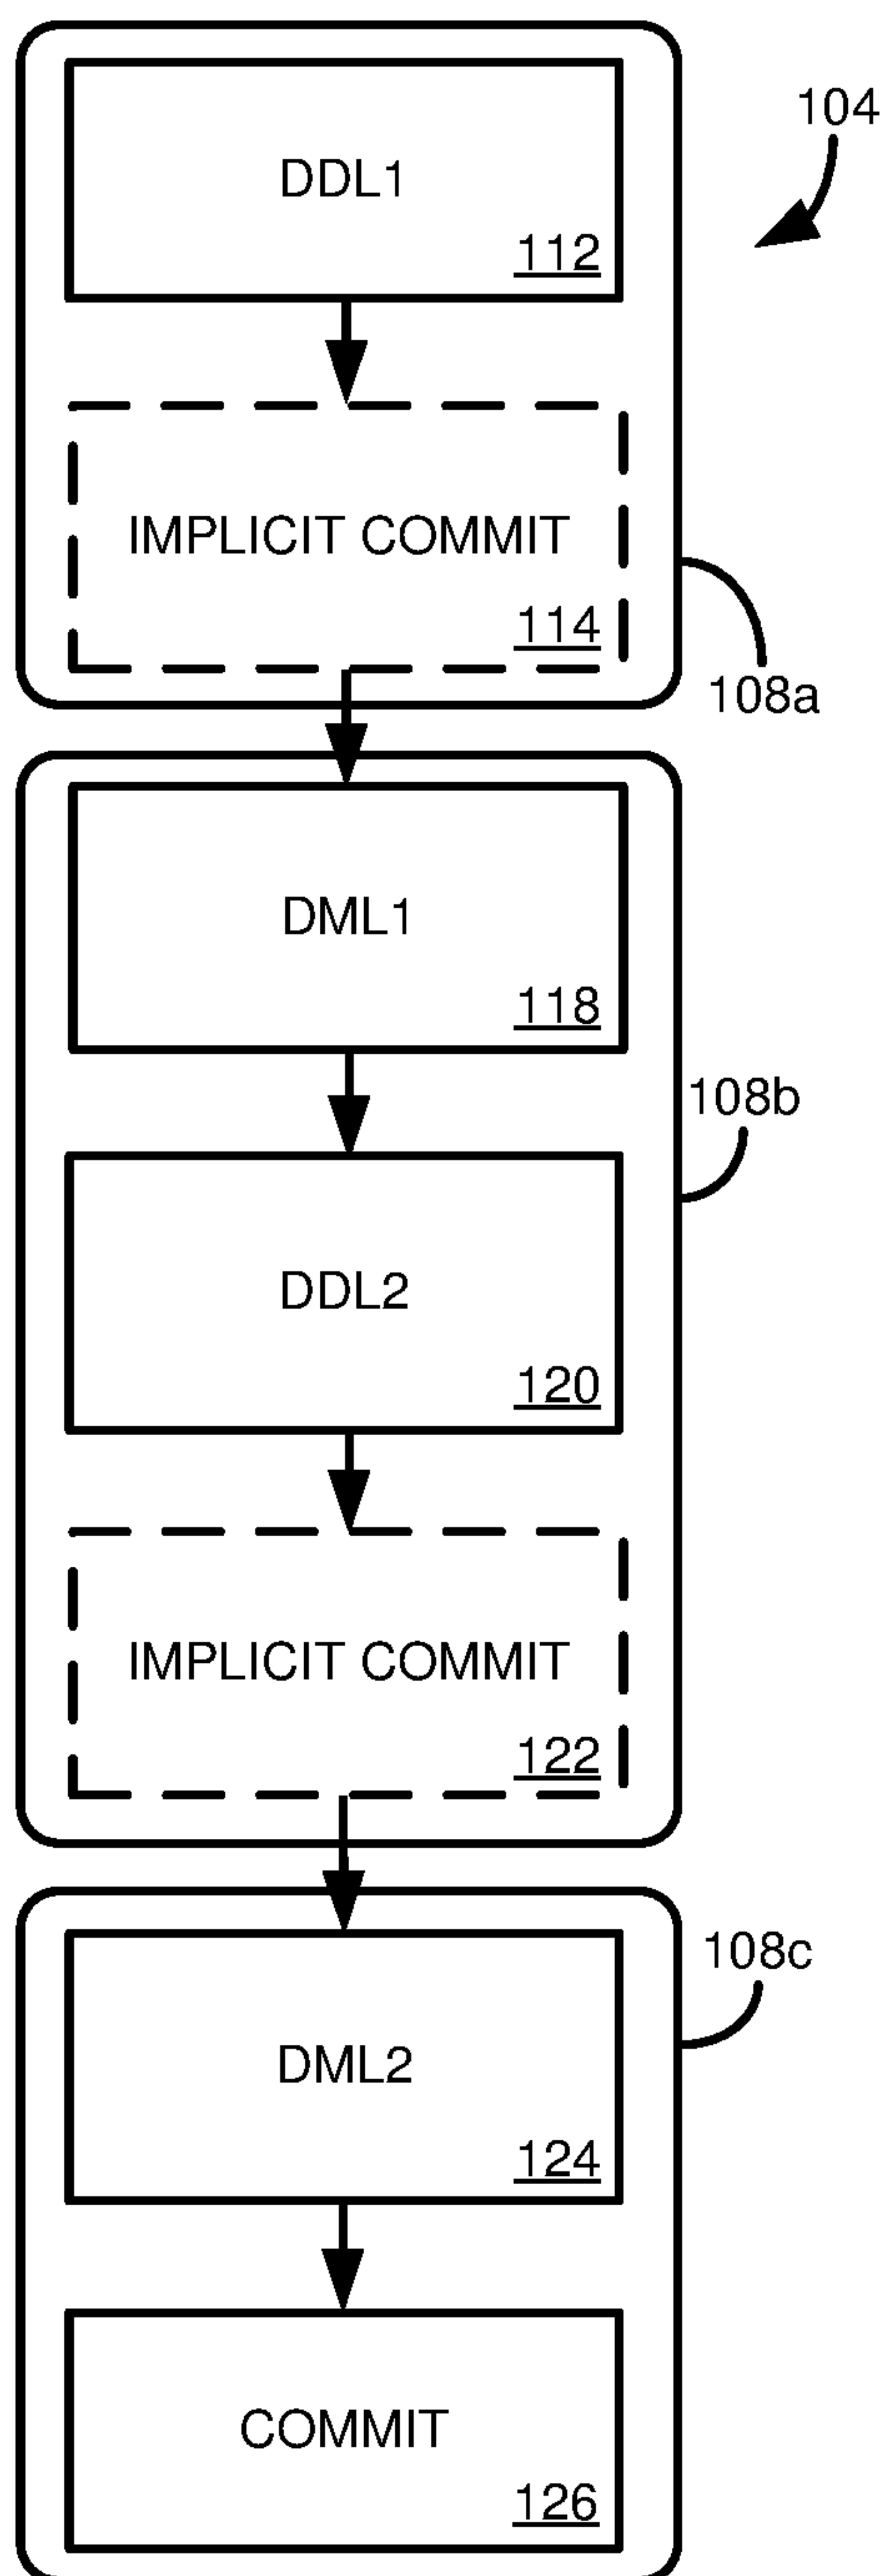 104
DDL1
112
IMPLICIT COMMIT
114
108a
DML1
118
108b
DDL2
120
IMPLICIT COMMIT
122
108c
DML2
124
COMMIT
126